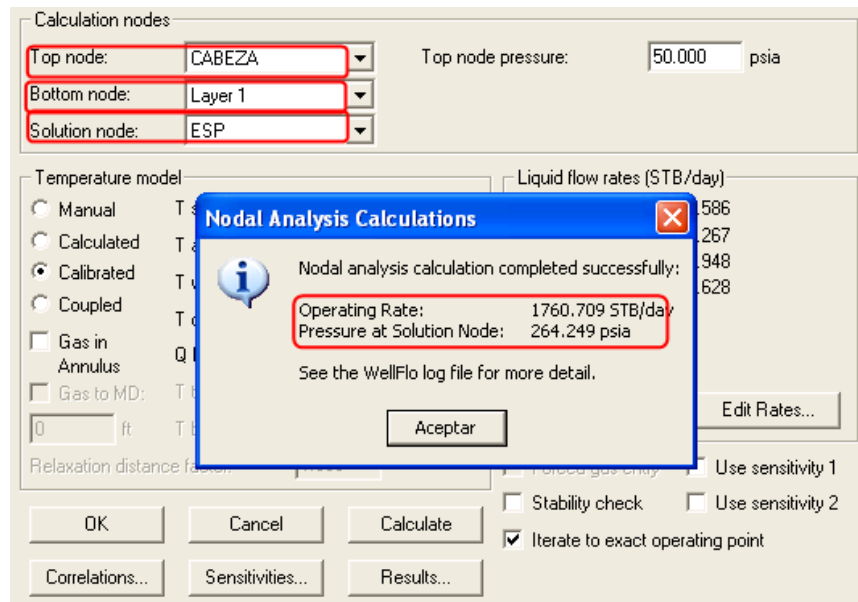 Calculation nodes
Top node: CABEZA Top node pressure: 50.000 psia
Bottom node: Layer 1
Solution node: ESP
Temperature model Liquid flow rates (STB/day)
Manual T .586
Nodal Analysis Calculations
Calculated T .267
Calibrated T .948
Nodal analysis calculation completed successfully:
Coupled T .628
Operating Rate: 1760.709 STB/day
Pressure at Solution Node: 264.249 psia
Gas in
Annulus Q
See the WellFlo log file for more detail.
Gas to MD: T
0 ft T
Aceptar
Edit Rates...
Relaxation distance
Use sensitivity 1
Stability check Use sensitivity 2
OK Cancel Calculate
Iterate to exact operating point
Correlations... Sensitivities... Results...